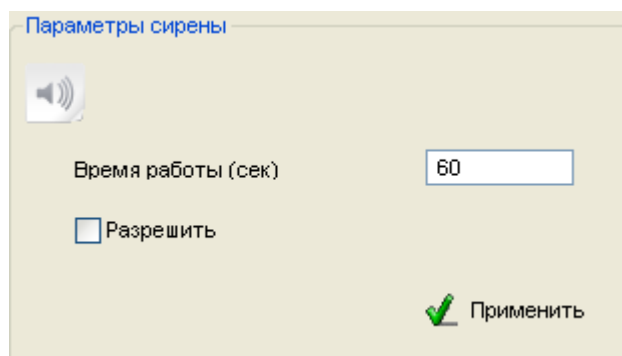 Параметры сирены
Время работы (сек) 60
Разрешить
Применить